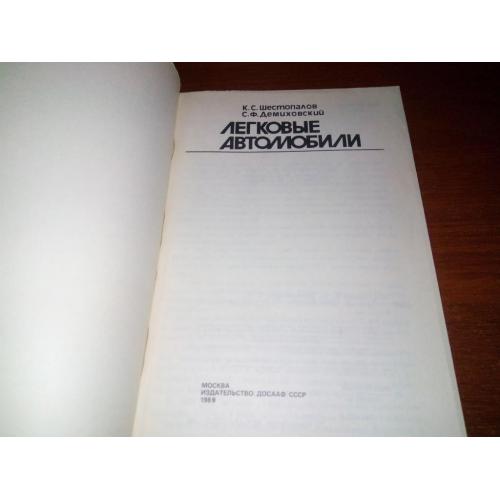 К.С.Шестопалов
С.Ф.Демиховский
ЛЕГКОВЫЕ
АВТОМОБИЛИ
МОСКВА
ИЗДАТЕЛЬСТВО ДОСААФ СССР
1989